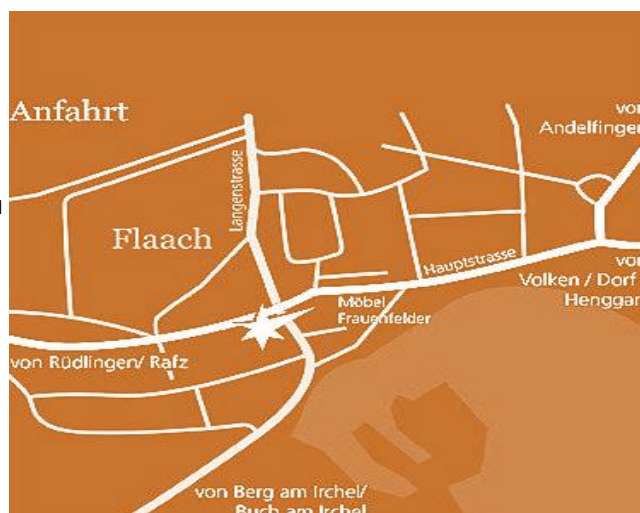 Anfahrt
von
Andelfingen
Langenstrasse
Flaach
Hauptstrasse
von
Volken / Dorf
Henggart
Möbel
Frauenfelder
von Rüdlingen/ Rafz
von Berg am Irchel/
Buch am Irchel